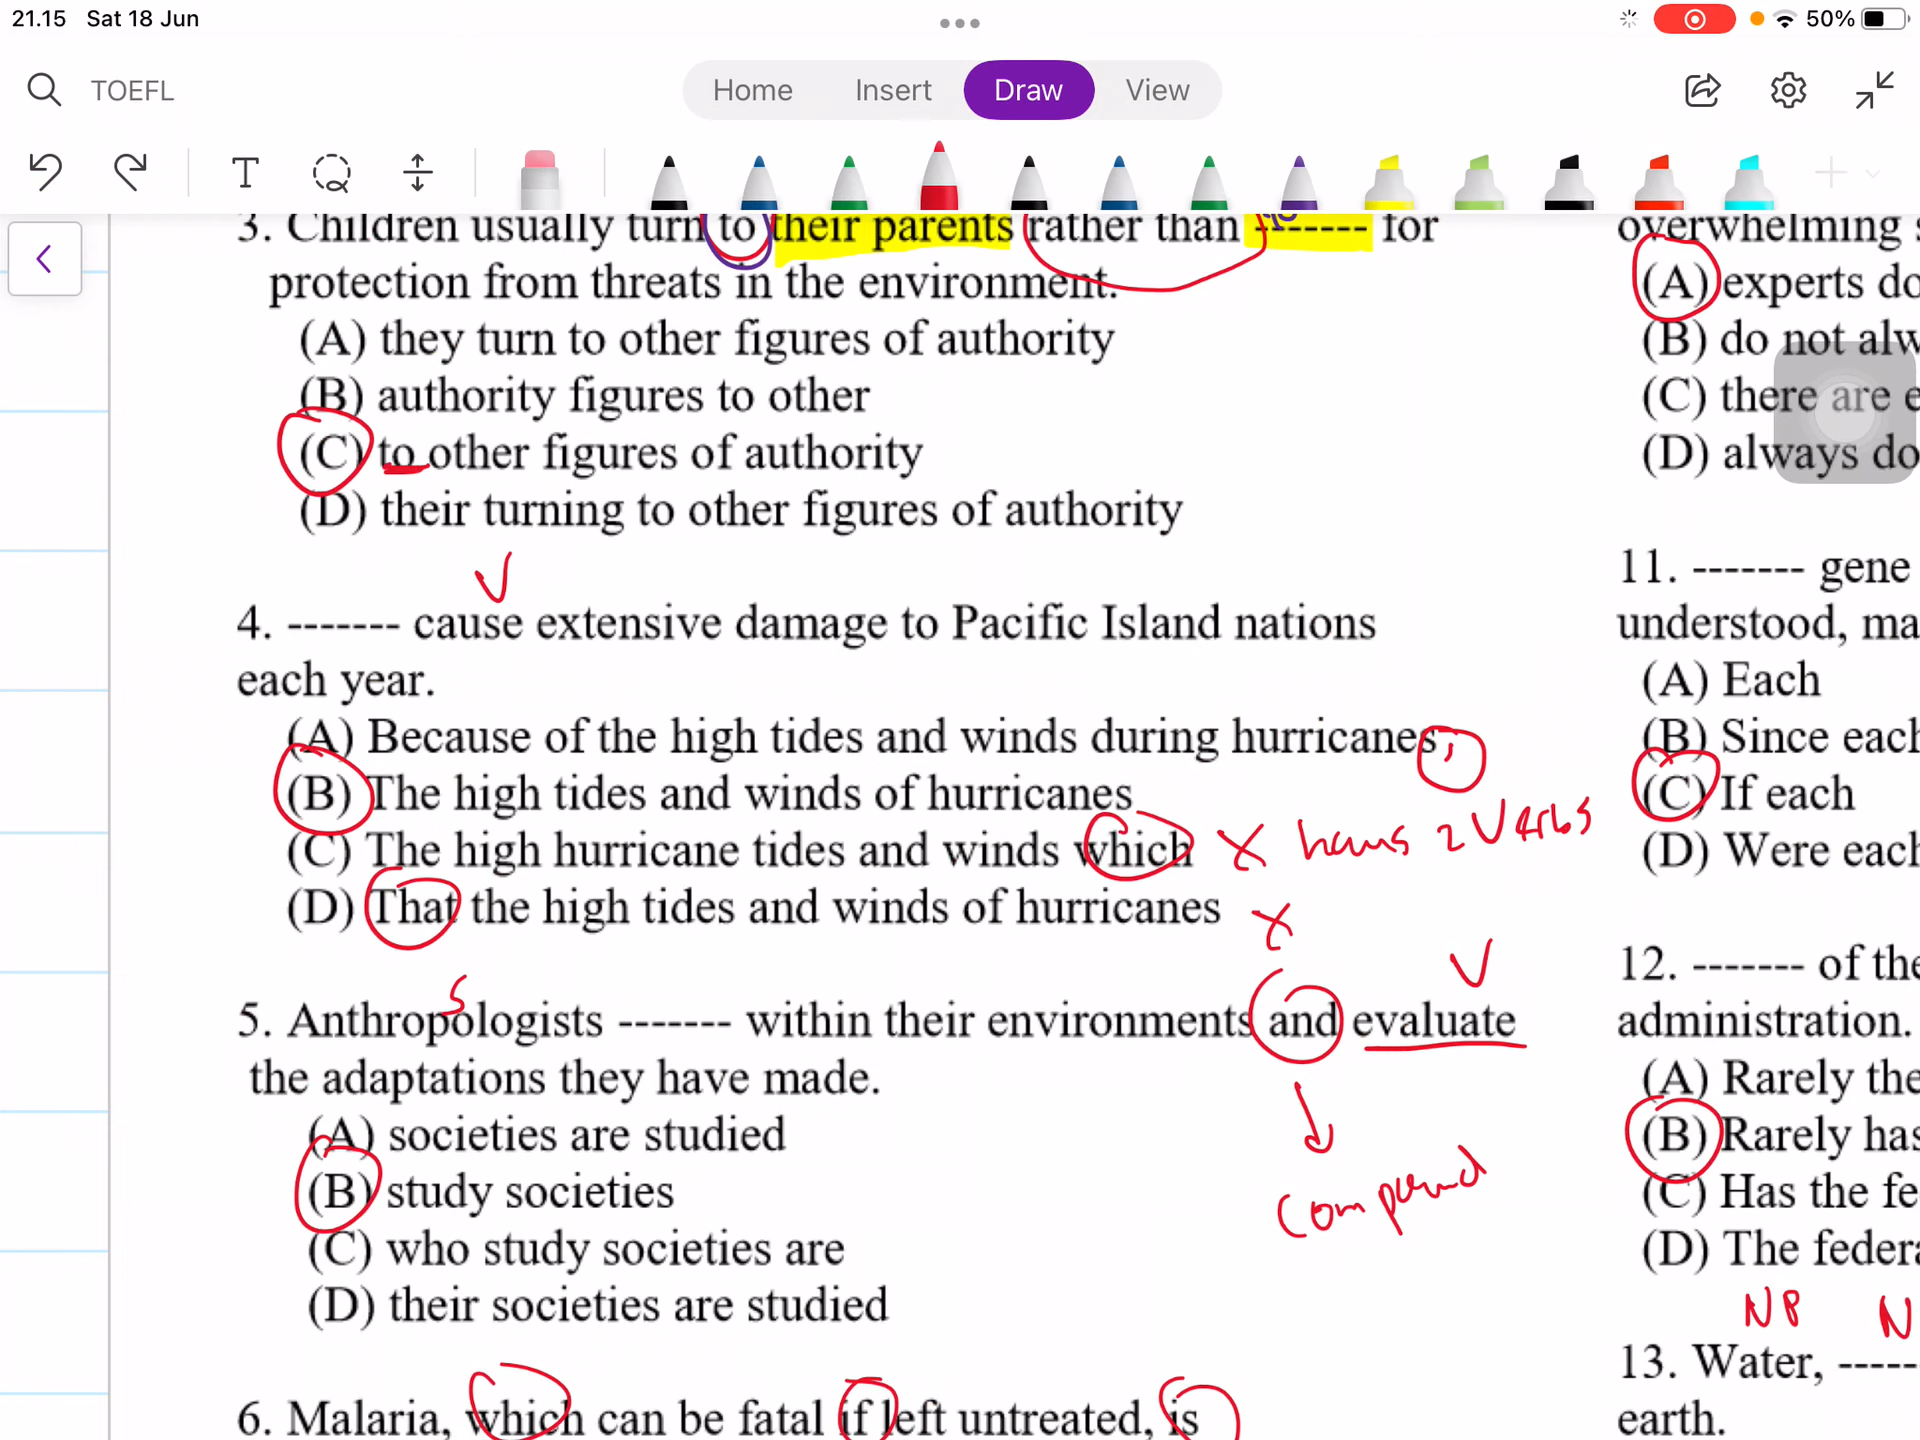 21.15 Sat 18 Jun
50%
TOEFL
Home Insert Draw View
T
3. Children usually turn to their parents rather than ------- for
protection from threats in the environment.
(A) they turn to other figures of authority
(B) authority figures to other
(C) to other figures of authority
(D) their turning to other figures of authority
V
4. ------- cause extensive damage to Pacific Island nations
each year.
(A) Because of the high tides and winds during hurricanes,
(B) The high tides and winds of hurricanes
(C) The high hurricane tides and winds which X harus 2 Verbs
(D) That the high tides and winds of hurricanes X
S V
5. Anthropologists ------- within their environments and evaluate
the adaptations they have made.
(A) societies are studied
(B) study societies
(C) who study societies are
(D) their societies are studied
Compound
6. Malaria, which can be fatal if left untreated, is
overwhelming s
(A) experts do
(B) do not alw
(C) there are e
(D) always do
11. ------- gene
understood, ma
(A) Each
(B) Since each
(C) If each
(D) Were each
12. ------- of the
administration.
(A) Rarely the
(B) Rarely has
(C) Has the fe
(D) The federa
NP N
13. Water, -----
earth.